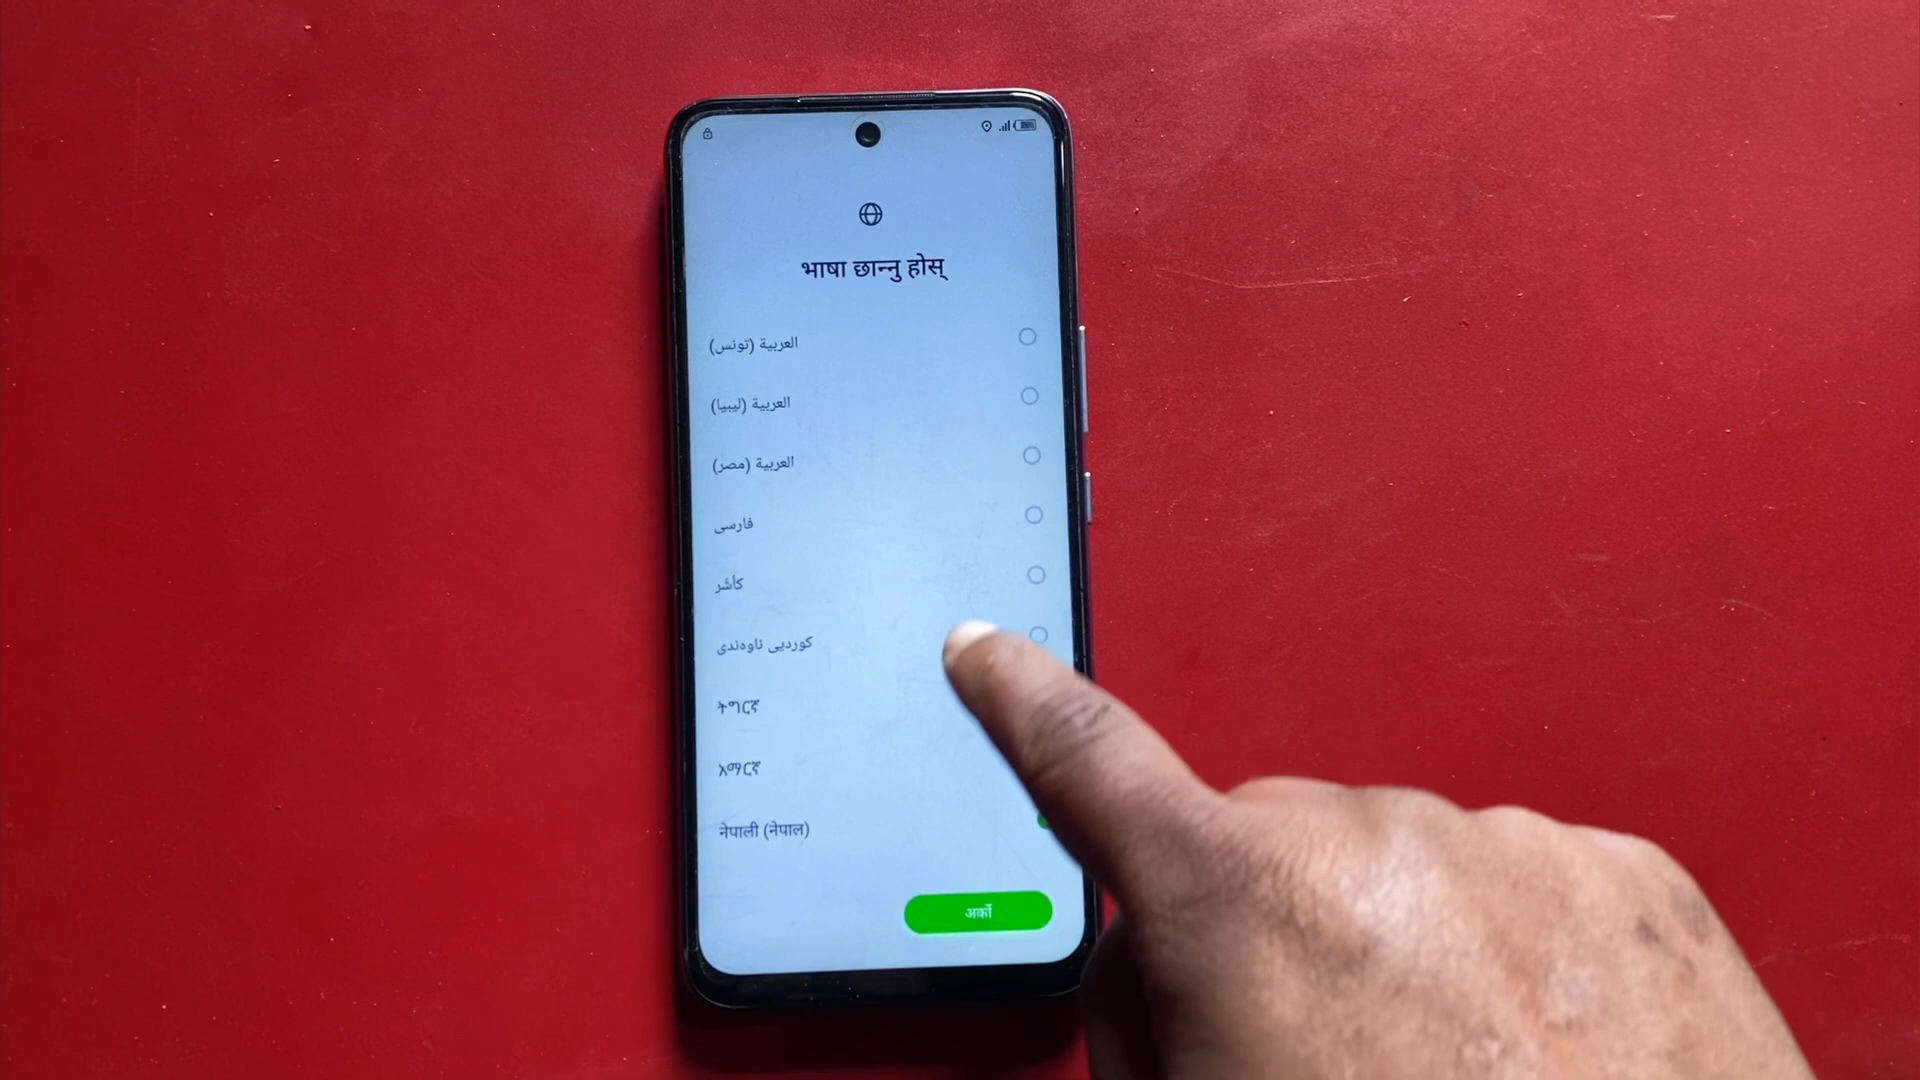 भाषा छान्नु होस्
العربية (تونس)
العربية (ليبيا)
العربية (مصر)
فارسی
کٲشُر
کوردیی ناوەندی
ትግርኛ
አማርኛ
नेपाली (नेपाल)
अर्को